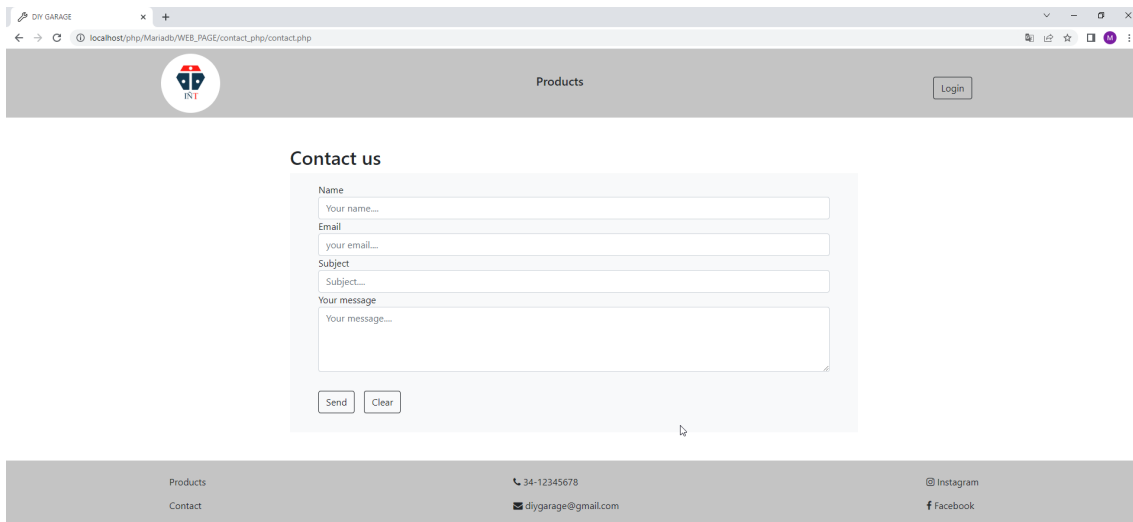 DIY GARAGE
localhost/php/Mariadb/WEB_PAGE/contact_php/contact.php
M
IÑT
Products
Login
Contact us
Name
Your name....
Email
your email....
Subject
Subject....
Your message
Your message....
Send Clear
Products 34-12345678 Instagram
Contact diygarage@gmail.com Facebook